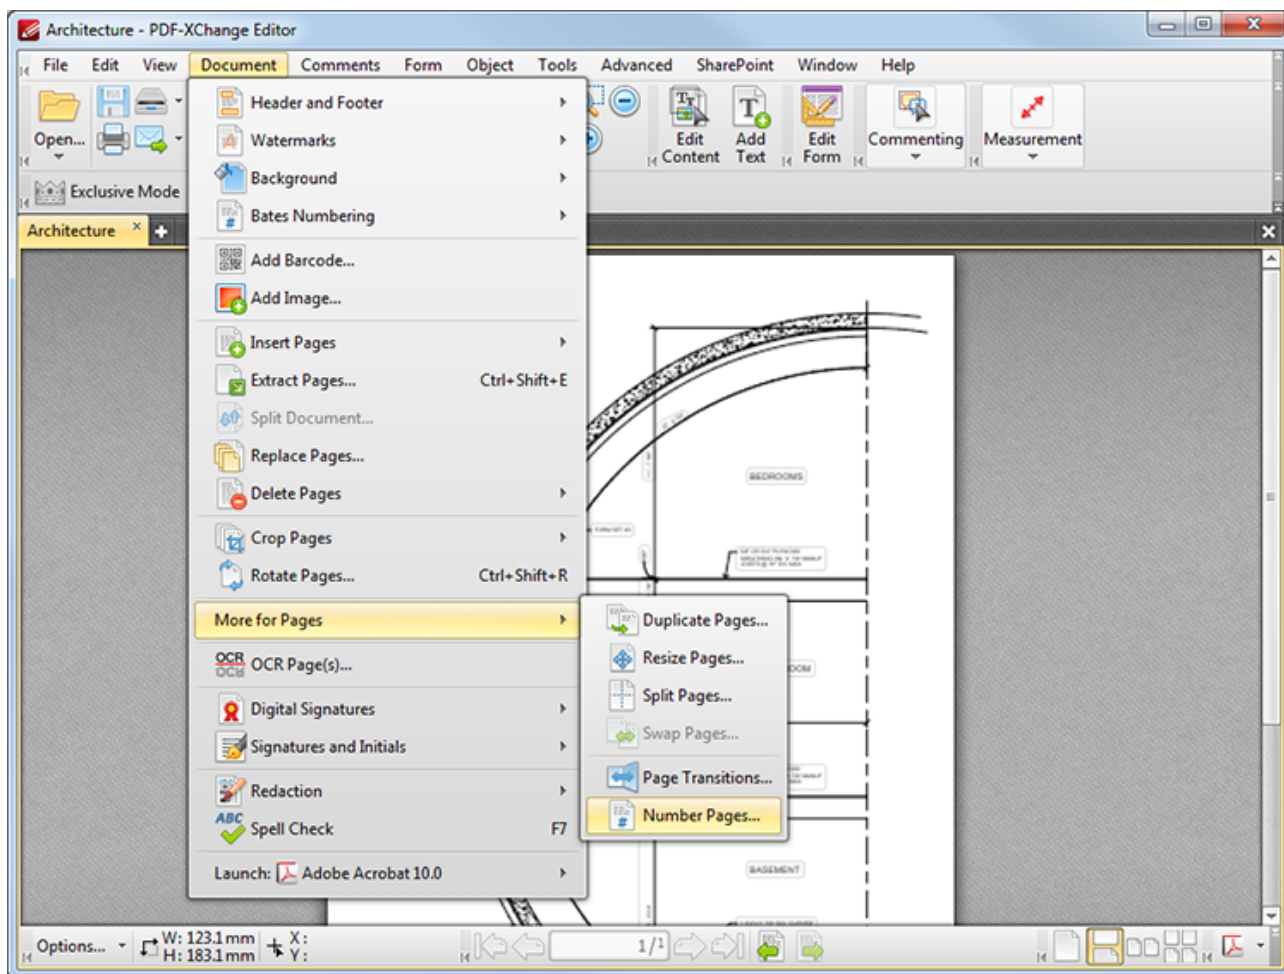 Architecture - PDF-XChange Editor
File Edit View Document Comments Form Object Tools Advanced SharePoint Window Help
Open...
Edit Content
Add Text
Edit Form
Commenting
Measurement
Exclusive Mode
Architecture
Header and Footer
Watermarks
Background
Bates Numbering
Add Barcode...
Add Image...
Insert Pages
Extract Pages... Ctrl+Shift+E
Split Document...
Replace Pages...
Delete Pages
Crop Pages
Rotate Pages... Ctrl+Shift+R
More for Pages
OCR Page(s)...
Digital Signatures
Signatures and Initials
Redaction
ABC Spell Check F7
Launch: Adobe Acrobat 10.0
Duplicate Pages...
Resize Pages...
Split Pages...
Swap Pages...
Page Transitions...
Number Pages...
BEDROOMS
BASEMENT
Options...
W: 123.1 mm
H: 183.1 mm
X:
Y:
1/1